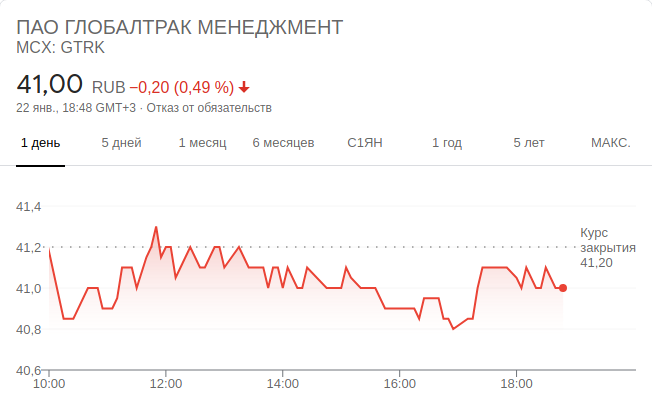 ПАО ГЛОБАЛТРАК МЕНЕДЖМЕНТ
MCX: GTRK
41,00 RUB −0,20 (0,49 %)
22 янв., 18:48 GMT+3 · Отказ от обязательств
1 день 5 дней 1 месяц 6 месяцев С1ЯН 1 год 5 лет МАКС.
41,4
Курс
41,2 закрытия
41,20
41,0
40,8
40,6
10:00 12:00 14:00 16:00 18:00